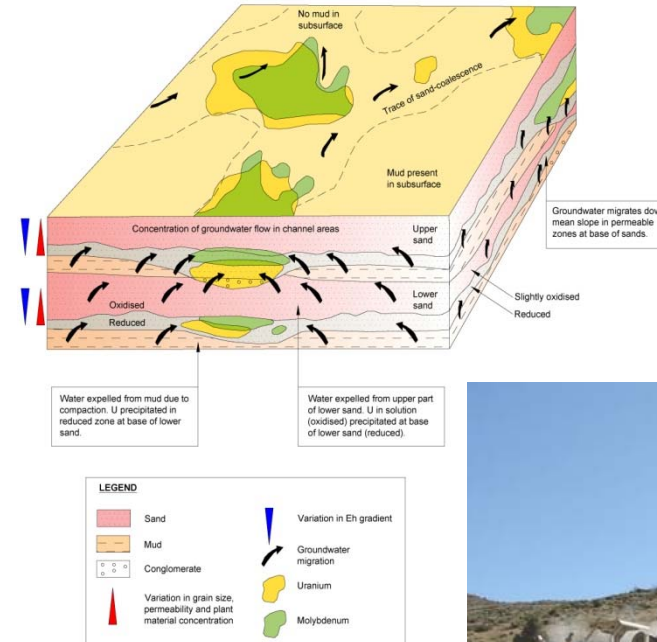 No mud in
subsurface
Trace of sand-coalescence
Mud present
in subsurface
Concentration of groundwater flow in channel areas
Upper
sand
Groundwater migrates
mean slope in permeable
zones at base of sands.
Lower
sand
Oxidised
Reduced
Slightly oxidised
Reduced
Water expelled from mud due to
compaction. U precipitated in
reduced zone at base of lower
sand.
Water expelled from upper part
of lower sand. U in solution
(oxidised) precipitated at base
of lower sand (reduced).
LEGEND
Sand
Mud
Conglomerate
Variation in grain size,
permeability and plant
material concentration
Variation in Eh gradient
Groundwater
migration
Uranium
Molybdenum